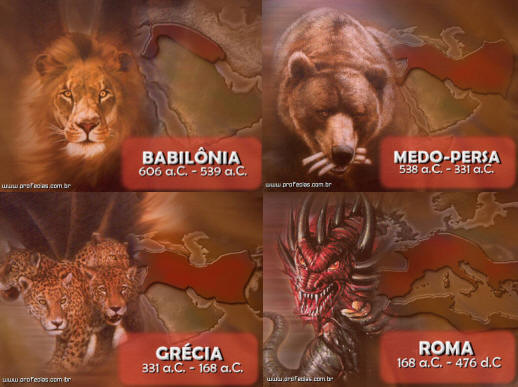 BABILÔNIA
606 a.C. - 539 a.C.
www.profecias.com.br
MEDO-PERSA
538 a.C. - 331 a.C.
www.profecias.com.br
GRÉCIA
331 a.C. - 168 a.C.
www.profecias.com.br
ROMA
168 a.C. - 476 d.C
www.profecias.com.br